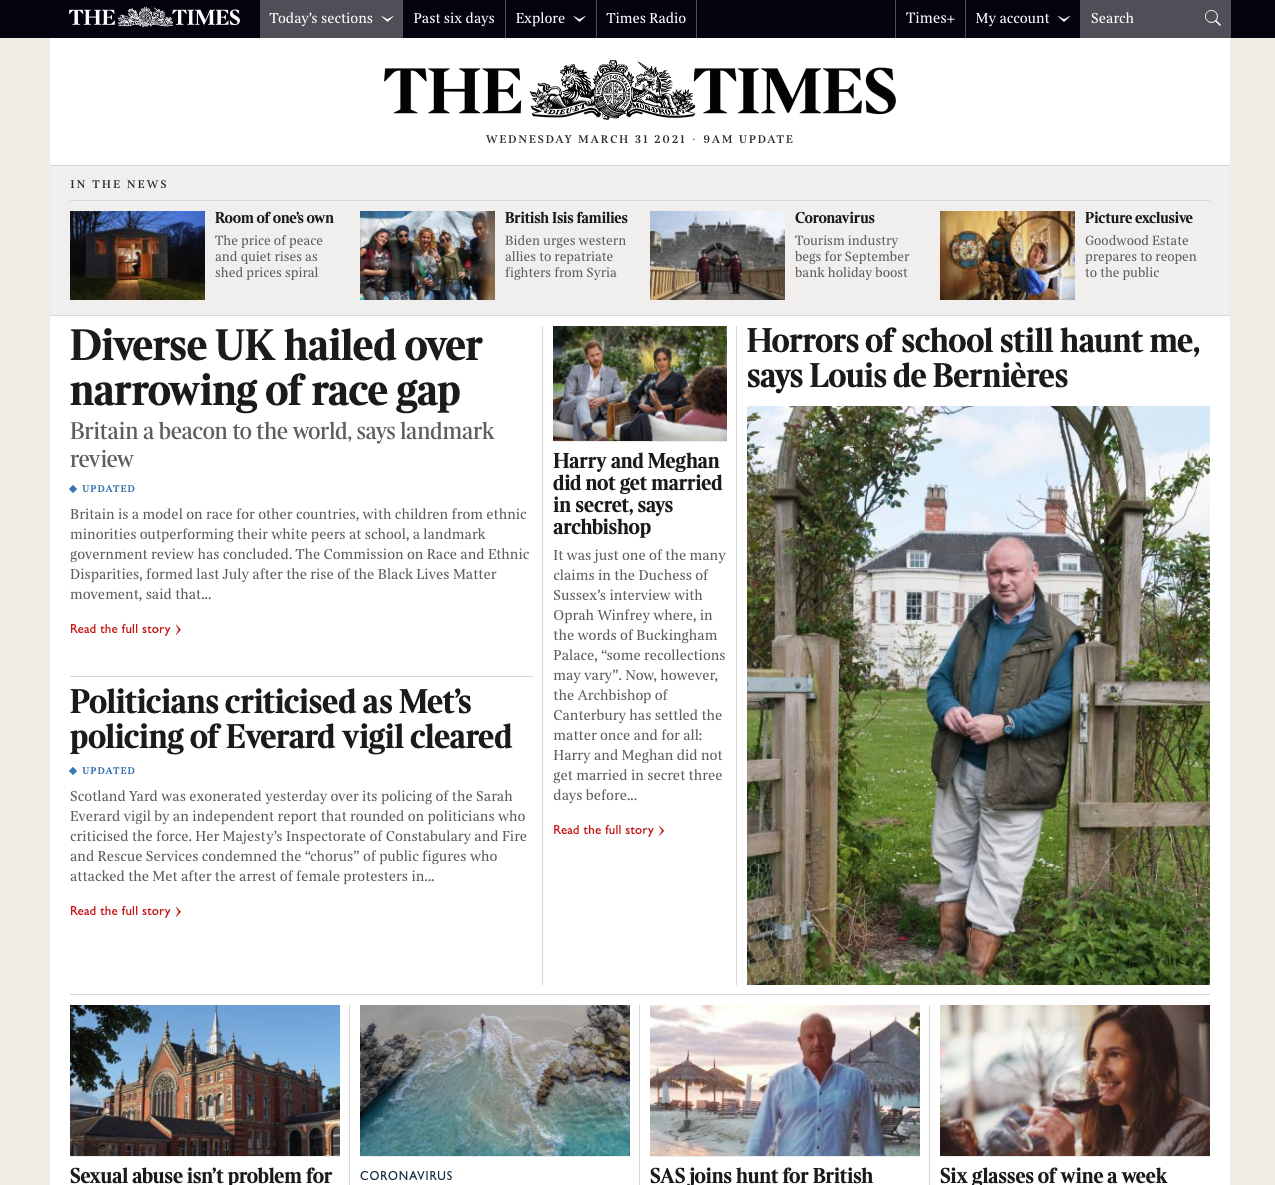 THE TIMES
Today's sections
Past six days
Explore
Times Radio
Times+
My account
Search
THE TIMES
DIEU ET MON DROIT
WEDNESDAY MARCH 31 2021 · 9AM UPDATE
IN THE NEWS
Room of one's own
The price of peace
and quiet rises as
shed prices spiral
British Isis families
Biden urges western
allies to repatriate
fighters from Syria
Coronavirus
Tourism industry
begs for September
bank holiday boost
Picture exclusive
Goodwood Estate
prepares to reopen
to the public
Diverse UK hailed over
narrowing of race gap
Britain a beacon to the world, says landmark
review
◆ UPDATED
Britain is a model on race for other countries, with children from ethnic
minorities outperforming their white peers at school, a landmark
government review has concluded. The Commission on Race and Ethnic
Disparities, formed last July after the rise of the Black Lives Matter
movement, said that...
Read the full story ›
Politicians criticised as Met's
policing of Everard vigil cleared
◆ UPDATED
Scotland Yard was exonerated yesterday over its policing of the Sarah
Everard vigil by an independent report that rounded on politicians who
criticised the force. Her Majesty's Inspectorate of Constabulary and Fire
and Rescue Services condemned the “chorus” of public figures who
attacked the Met after the arrest of female protesters in...
Read the full story ›
Harry and Meghan
did not get married
in secret, says
archbishop
It was just one of the many
claims in the Duchess of
Sussex's interview with
Oprah Winfrey where, in
the words of Buckingham
Palace, “some recollections
may vary”. Now, however,
the Archbishop of
Canterbury has settled the
matter once and for all:
Harry and Meghan did not
get married in secret three
days before...
Read the full story ›
Horrors of school still haunt me,
says Louis de Bernières
Sexual abuse isn't problem for
CORONAVIRUS
SAS joins hunt for British
Six glasses of wine a week